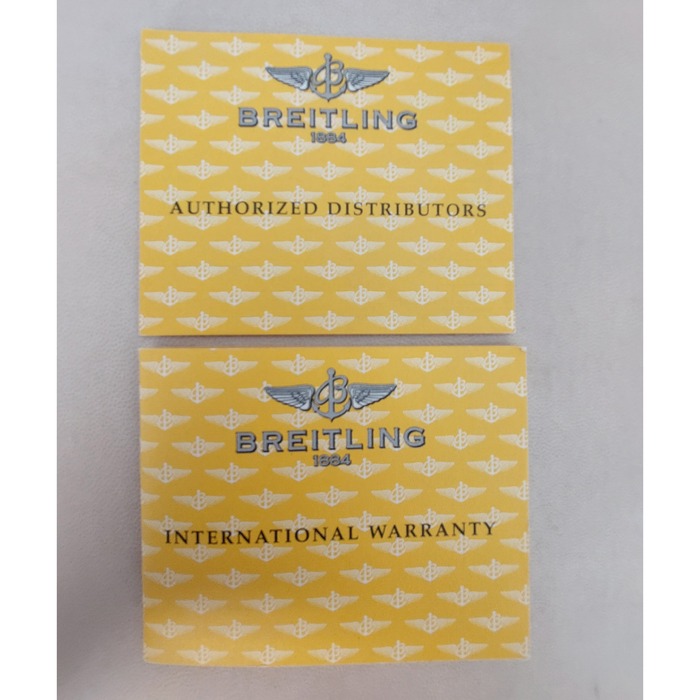 BREITLING
1884
AUTHORIZED DISTRIBUTORS
BREITLING
1884
INTERNATIONAL WARRANTY